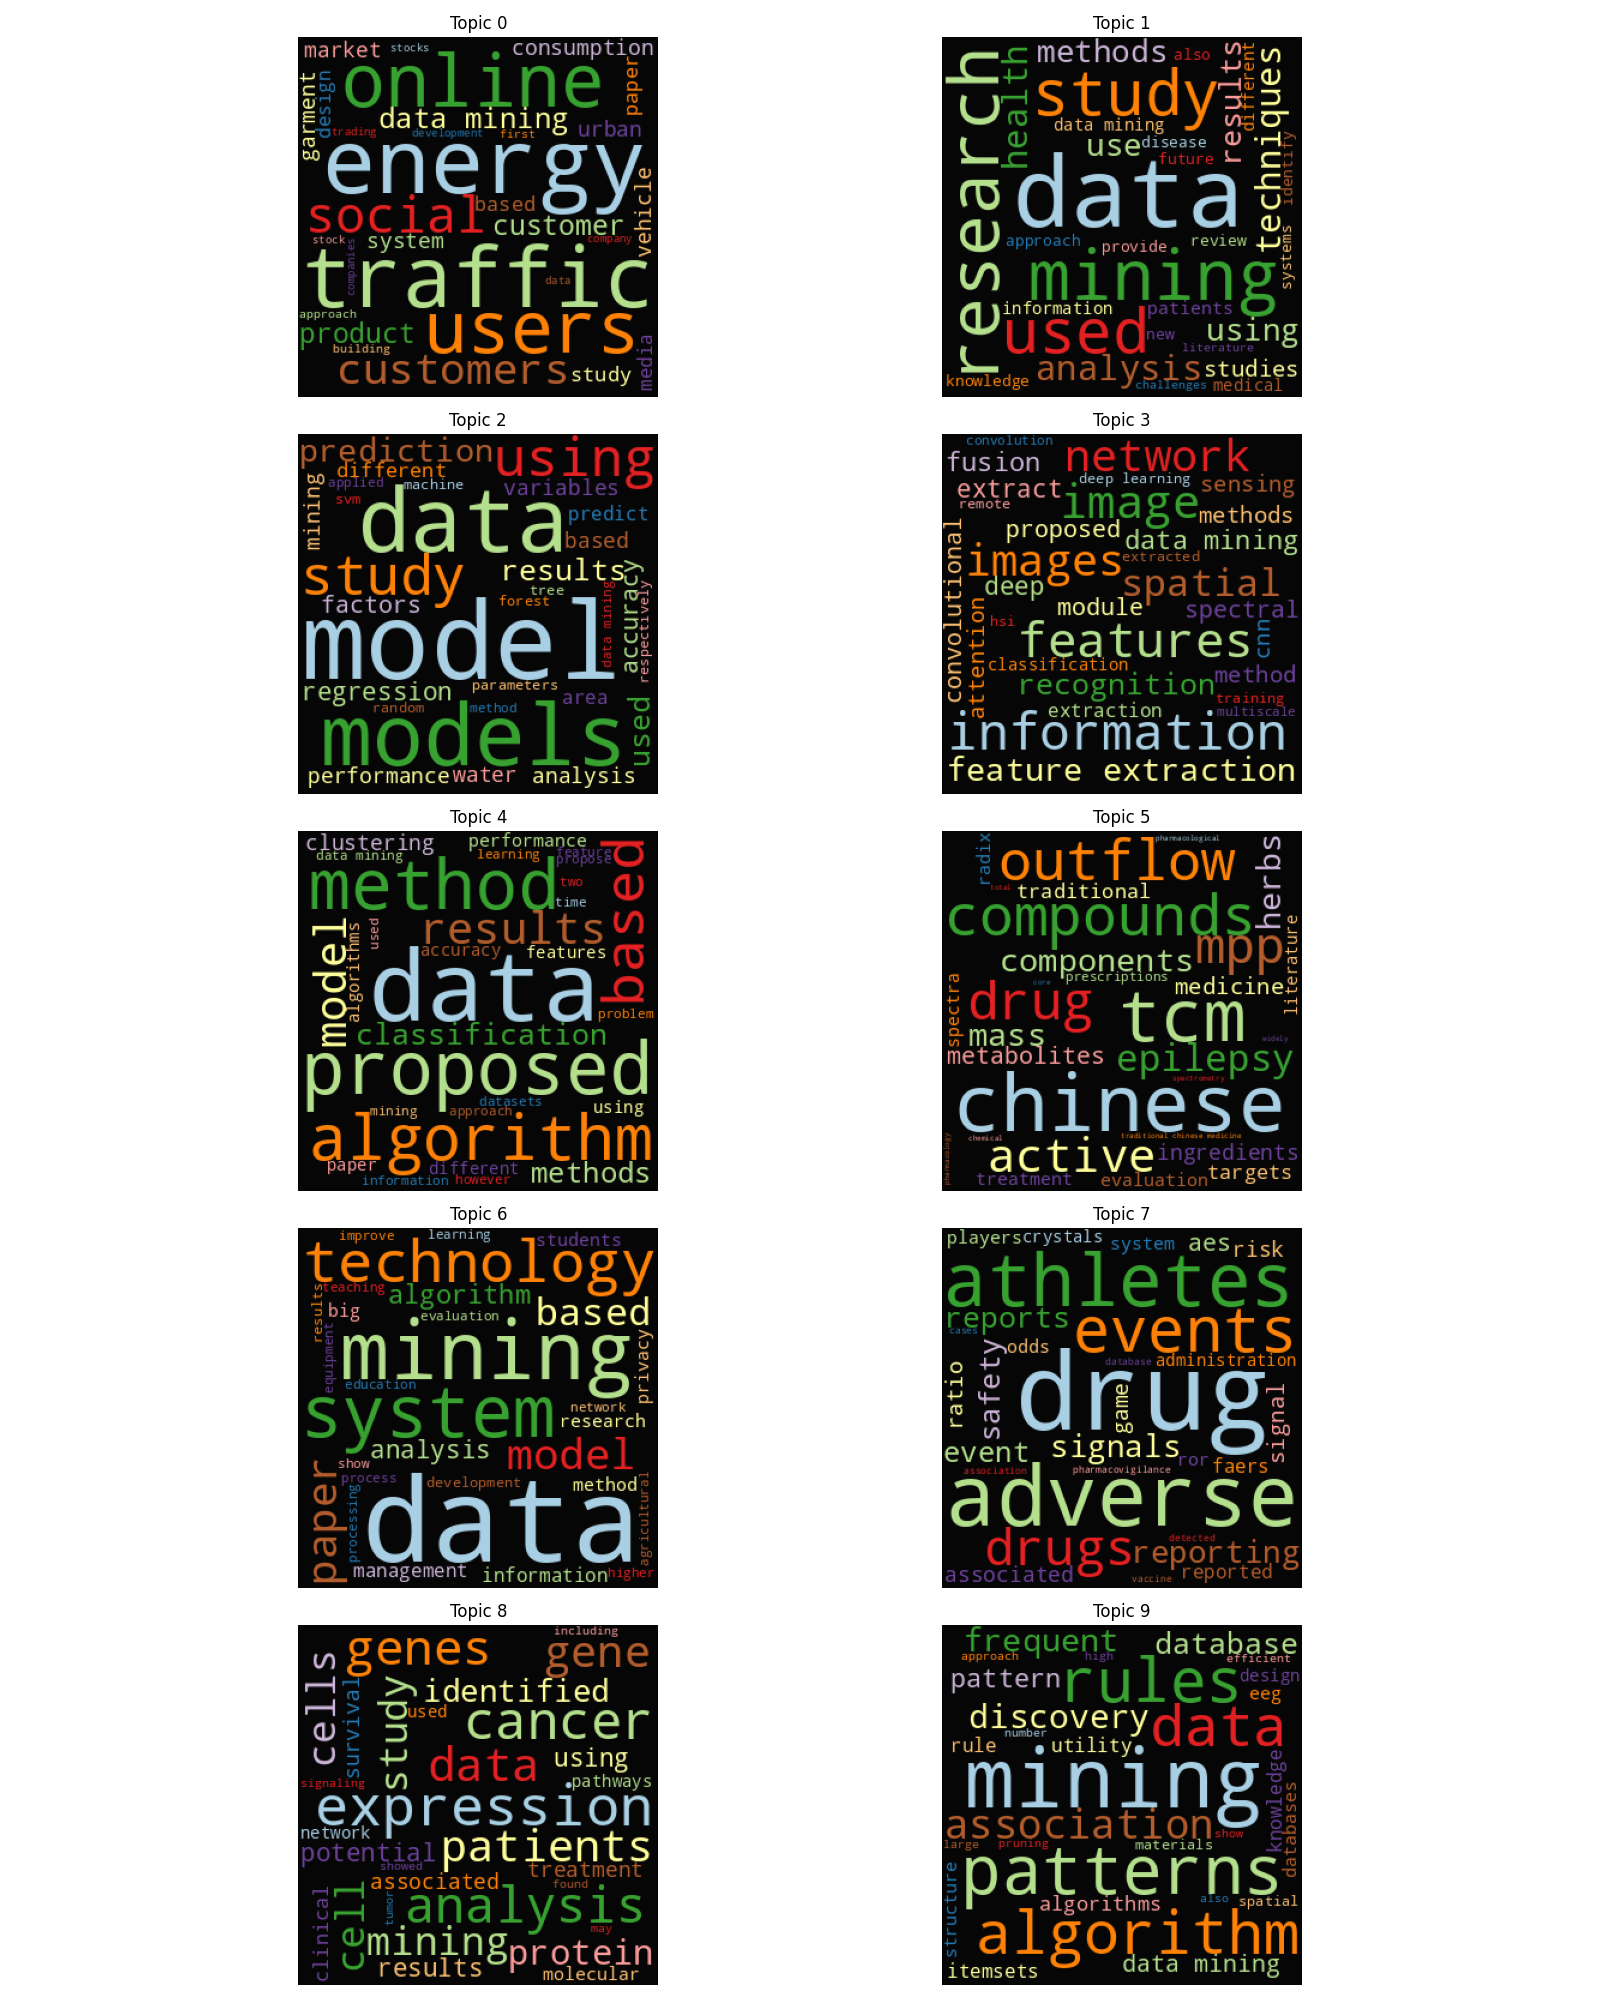 Topic 0
market stocks consumption
online
garment design paper
data mining
trading development first urban
energy
social based customer vehicle
stock system company
companies
traffic
data
approach
product users
building
customers study media
Topic 1
research health methods also results different techniques
study
data mining
use disease
future identify
data
approach provide review
mining systems
information patients
used new using
literature
analysis studies
knowledge challenges medical
Topic 2
prediction using
different
mining applied machine variables
svm
data predict
based
study results accuracy
tree
factors forest data mining respectively
model
regression parameters area
random method
models used
performance water analysis
Topic 3
convolution network
fusion deep learning
extract image sensing
remote methods
proposed data mining
convolutional images extracted
deep spatial
attention module spectral
hsi features cnn
classification method
recognition training
extraction multiscale
information
feature extraction
Topic 4
clustering performance
data mining learning feature
propose
method two based
time
model algorithms used results
accuracy features
data
problem
classification
proposed
datasets
mining approach using
algorithm
paper different methods
information however
Topic 5
radix pharmacological herbs
outflow
total traditional
compounds
mpp literature
components
prescriptions
spectra core medicine
drug tcm
mass
metabolites epilepsy widely
spectrometry
chinese
chemical traditional chinese medicine
pharmacology active ingredients
targets
treatment evaluation
Topic 6
improve learning students
technology
results teaching algorithm
big evaluation based
mining privacy
equipment
education
system network
research
analysis model
show
paper process development method
processing data agricultural
management information higher
Topic 7
players crystals system aes risk
athletes
reports events
cases
safety odds
database administration
ratio drug signal
game
event signals
ror faers
association pharmacovigilance
adverse
detected
drugs reporting
associated reported
vaccine
Topic 8
including
cells genes gene
survival study identified
used
cancer
data using
signaling pathways
expression
network
potential patients
showed treatment
associated found
clinical cell tumor analysis
may
mining protein
results molecular
Topic 9
frequent database
approach high efficient
pattern rules design
eeg
discovery data
number
rule utility
mining knowledge
databases
association show
large pruning materials
patterns
structure algorithms also spatial
algorithm
itemsets data mining